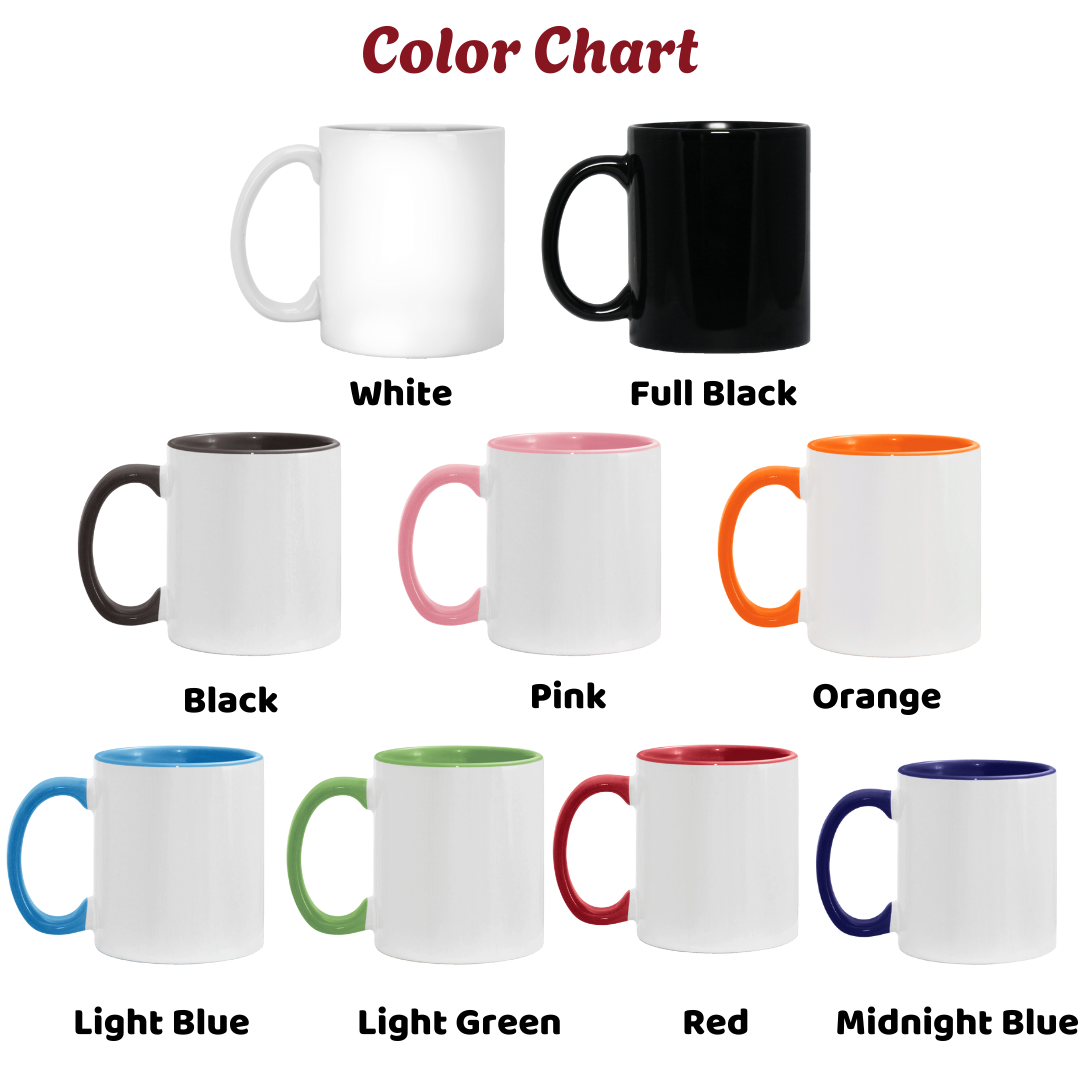 Color Chart
White
Full Black
Black
Pink
Orange
Light Blue
Light Green
Red
Midnight Blue